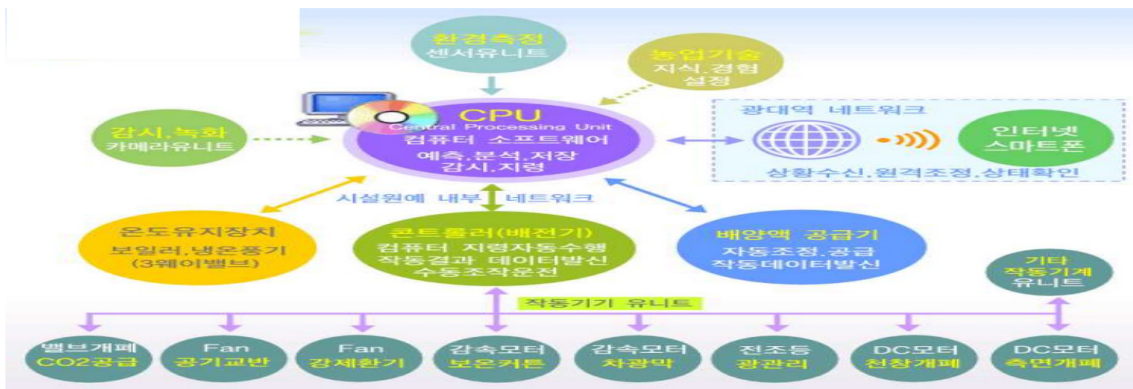 환경측정
센서유니트
농업기술
지식,경험
설정
감시,녹화
카메라유니트
CPU
Central Processing Unit
컴퓨터 소프트웨어
예측,분석,저장
감시,지령
광대역 네트워크
인터넷
스마트폰
상황수신,원격조정,상태확인
시설원예 내부 네트워크
온도유지장치
보일러,냉온풍기
(3웨이밸브)
콘트롤러(배전기)
컴퓨터 지령자동수행
작동결과 데이터발신
수동조작운전
배양액 공급기
자동조정,공급
작동데이터발신
기타
작동기계
유니트
작동기기 유니트
밸브개폐
CO2공급
Fan
공기교반
Fan
강제환기
감속모터
보온커튼
감속모터
차광막
전조등
광관리
DC모터
천창개폐
DC모터
측면개폐